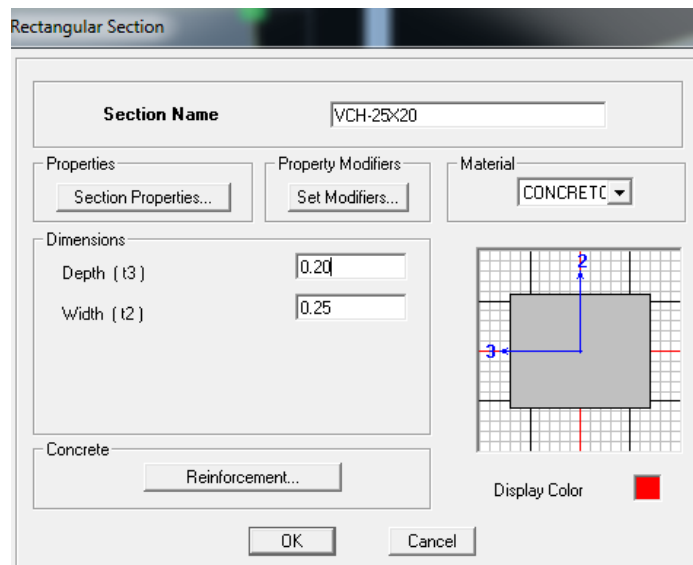 Rectangular Section
Section Name VCH-25X20
Properties Property Modifiers Material
Section Properties... Set Modifiers... CONCRETC
Dimensions
Depth ( t3 ) 0.20
Width ( t2 ) 0.25
2
3
Concrete
Reinforcement...
Display Color
OK Cancel